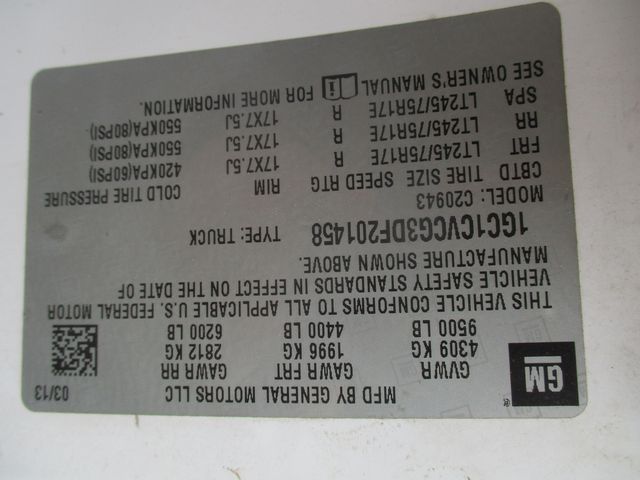 MFD BY GENERAL MOTORS LLC 03/13
GM®
GVWR GAWR FRT GAWR RR
4309 KG 1996 KG 2812 KG
9500 LB 4400 LB 6200 LB
THIS VEHICLE CONFORMS TO ALL APPLICABLE U.S. FEDERAL MOTOR
VEHICLE SAFETY STANDARDS IN EFFECT ON THE DATE OF
MANUFACTURE SHOWN ABOVE.
1GC1CVCG3DF201458 TYPE: TRUCK
MODEL: C20943
CBTD TIRE SIZE SPEED RTG RIM COLD TIRE PRESSURE
FRT LT245/75R17E R 17X7.5J 420KPA(60PSI)
RR LT245/75R17E R 17X7.5J 550KPA(80PSI)
SPA LT245/75R17E R 17X7.5J 550KPA(80PSI).
SEE OWNER'S MANUAL i FOR MORE INFORMATION.